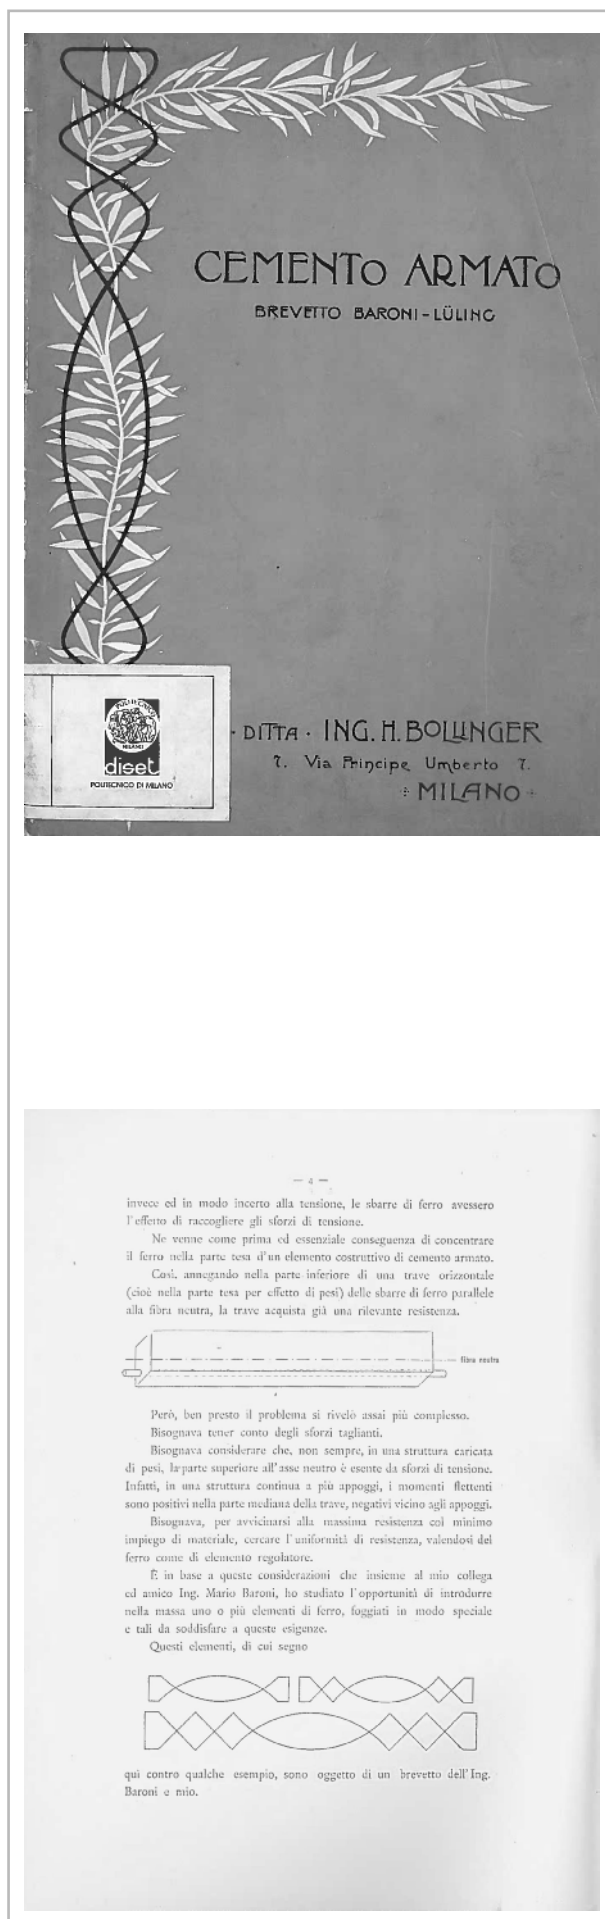 CEMENTO ARMATO
BREVETTO BARONI-LÜLING
POLITECNICO
MILANO
diset
POLITECNICO DI MILANO
· DITTA · ING. H. BOLLINGER
7. Via Principe Umberto 7.
MILANO
— 4 —
invece ed in modo incerto alla tensione, le sbarre di ferro avessero
l'effetto di raccogliere gli sforzi di tensione.
Ne venne come prima ed essenziale conseguenza di concentrare
il ferro nella parte tesa d'un elemento costruttivo di cemento armato.
Così, annegando nella parte inferiore di una trave orizzontale
(cioè nella parte tesa per effetto di pesi) delle sbarre di ferro parallele
alla fibra neutra, la trave acquista già una rilevante resistenza.
fibra neutra
Però, ben presto il problema si rivelò assai più complesso.
Bisognava tener conto degli sforzi taglianti.
Bisognava considerare che, non sempre, in una struttura caricata
di pesi, la parte superiore all'asse neutro è esente da sforzi di tensione.
Infatti, in una struttura continua a più appoggi, i momenti flettenti
sono positivi nella parte mediana della trave, negativi vicino agli appoggi.
Bisognava, per avvicinarsi alla massima resistenza col minimo
impiego di materiale, cercare l'uniformità di resistenza, valendosi del
ferro come di elemento regolatore.
È in base a queste considerazioni che insieme al mio collega
ed amico Ing. Mario Baroni, ho studiato l'opportunità di introdurre
nella massa uno o più elementi di ferro, foggiati in modo speciale
e tali da soddisfare a queste esigenze.
Questi elementi, di cui segno
qui contro qualche esempio, sono oggetto di un brevetto dell'Ing.
Baroni e mio.